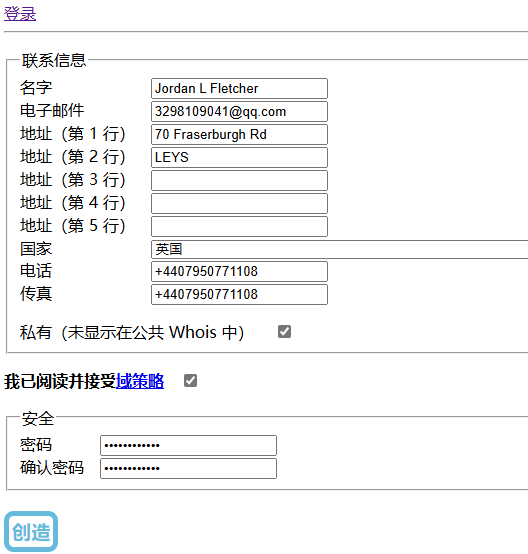 登录
联系信息
名字 Jordan L Fletcher
电子邮件 3298109041@qq.com
地址（第 1 行） 70 Fraserburgh Rd
地址（第 2 行） LEYS
地址（第 3 行）
地址（第 4 行）
地址（第 5 行）
国家 英国
电话 +4407950771108
传真 +4407950771108
私有（未显示在公共 Whois 中）
我已阅读并接受域策略
安全
密码 ••••••••••••
确认密码 ••••••••••••
创造